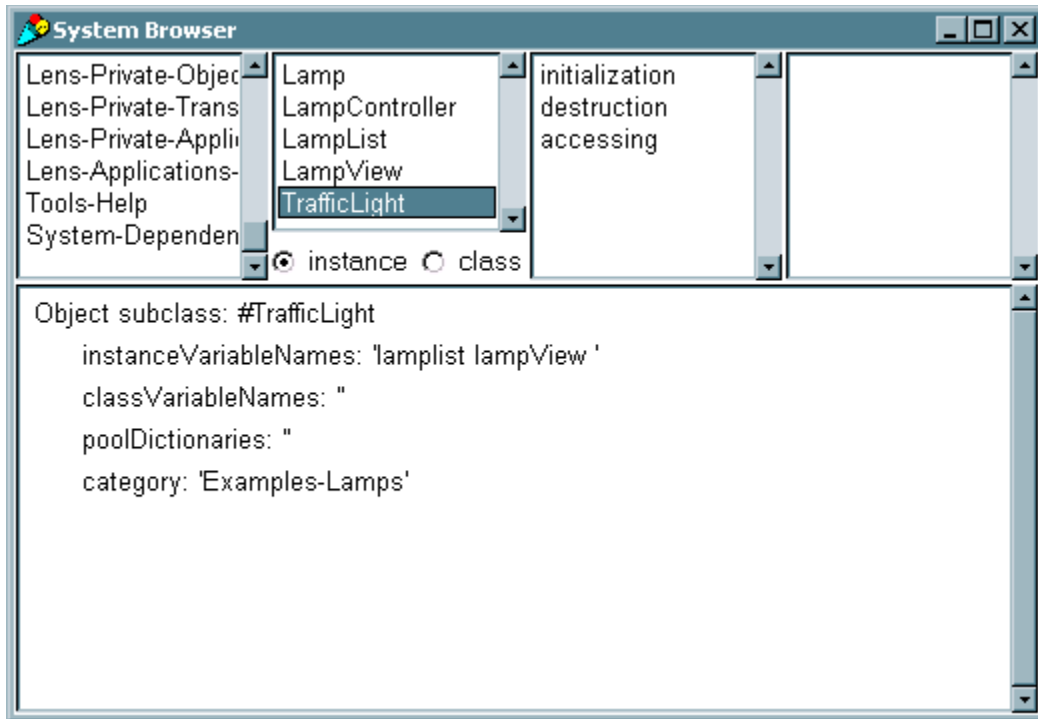 System Browser
Lens-Private-Objec
Lens-Private-Trans
Lens-Private-Appli
Lens-Applications-
Tools-Help
System-Dependen
Lamp
LampController
LampList
LampView
TrafficLight
instance class
initialization
destruction
accessing
Object subclass: #TrafficLight
instanceVariableNames: 'lamplist lampView '
classVariableNames: ''
poolDictionaries: ''
category: 'Examples-Lamps'